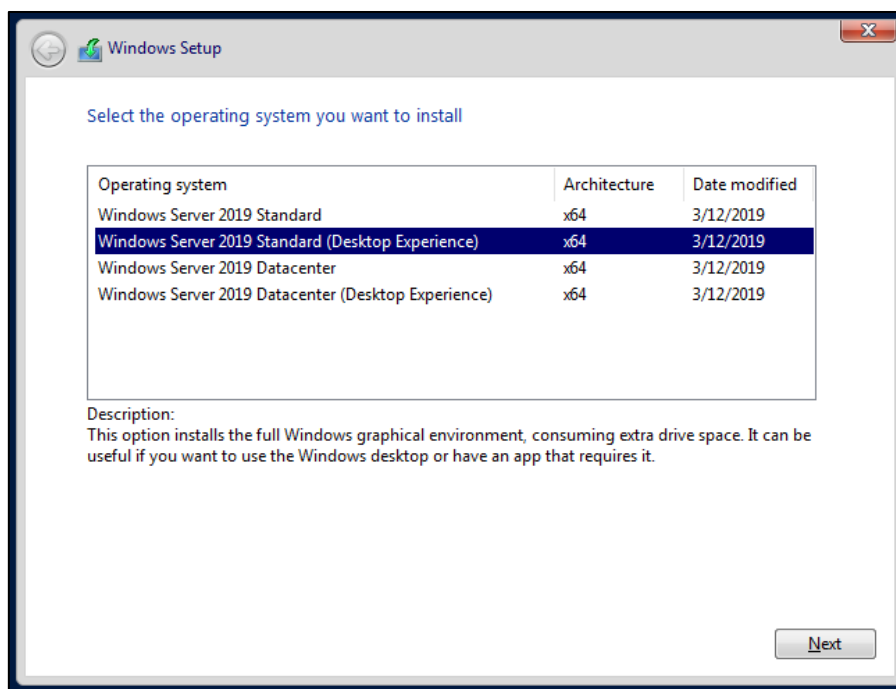 Windows Setup
Select the operating system you want to install
Operating system Architecture Date modified
Windows Server 2019 Standard x64 3/12/2019
Windows Server 2019 Standard (Desktop Experience) x64 3/12/2019
Windows Server 2019 Datacenter x64 3/12/2019
Windows Server 2019 Datacenter (Desktop Experience) x64 3/12/2019
Description:
This option installs the full Windows graphical environment, consuming extra drive space. It can be
useful if you want to use the Windows desktop or have an app that requires it.
Next